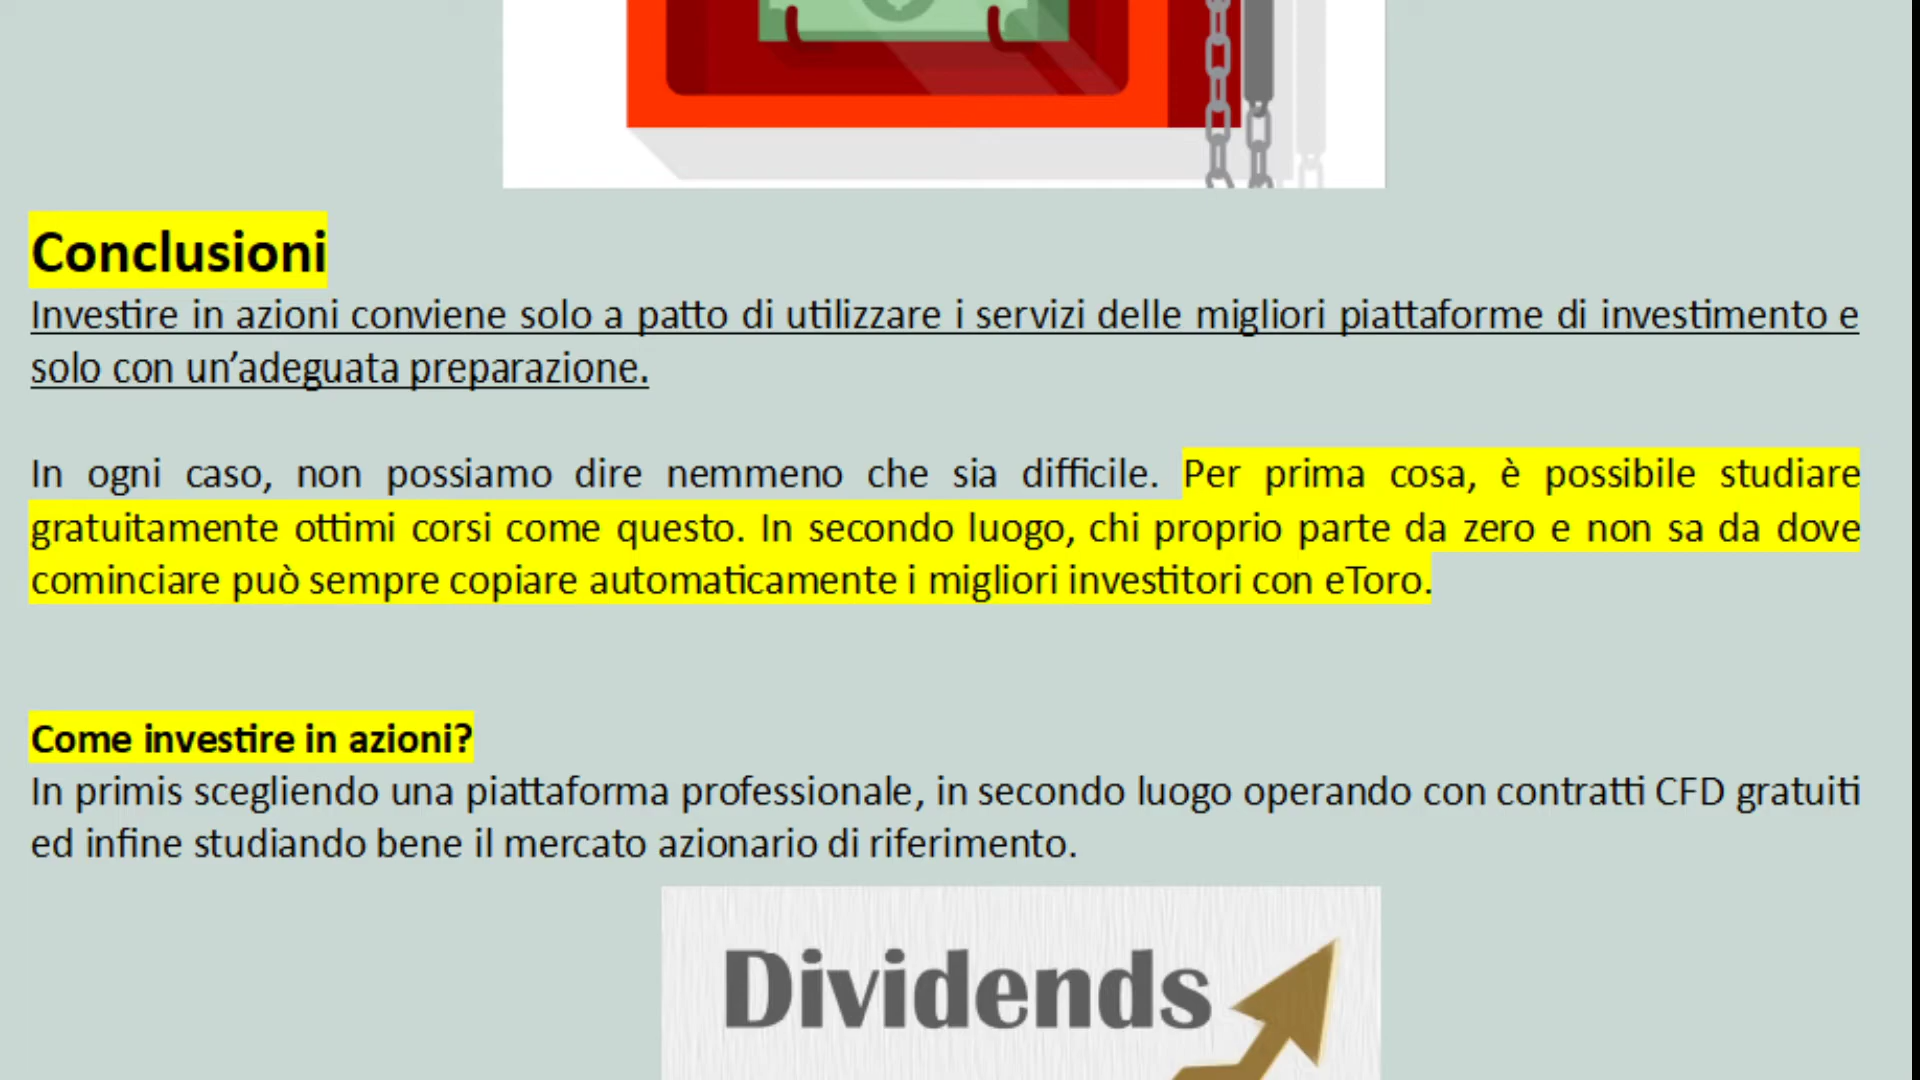 Conclusioni
Investire in azioni conviene solo a patto di utilizzare i servizi delle migliori piattaforme di investimento e
solo con un’adeguata preparazione.
In ogni caso, non possiamo dire nemmeno che sia difficile. Per prima cosa, è possibile studiare
gratuitamente ottimi corsi come questo. In secondo luogo, chi proprio parte da zero e non sa da dove
cominciare può sempre copiare automaticamente i migliori investitori con eToro.
Come investire in azioni?
In primis scegliendo una piattaforma professionale, in secondo luogo operando con contratti CFD gratuiti
ed infine studiando bene il mercato azionario di riferimento.
Dividends